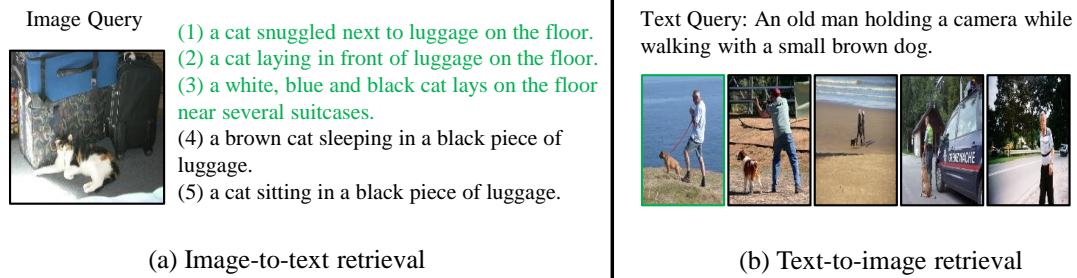 Image Query
(1) a cat snuggled next to luggage on the floor.
(2) a cat laying in front of luggage on the floor.
(3) a white, blue and black cat lays on the floor
near several suitcases.
(4) a brown cat sleeping in a black piece of
luggage.
(5) a cat sitting in a black piece of luggage.
(a) Image-to-text retrieval
Text Query: An old man holding a camera while
walking with a small brown dog.
(b) Text-to-image retrieval